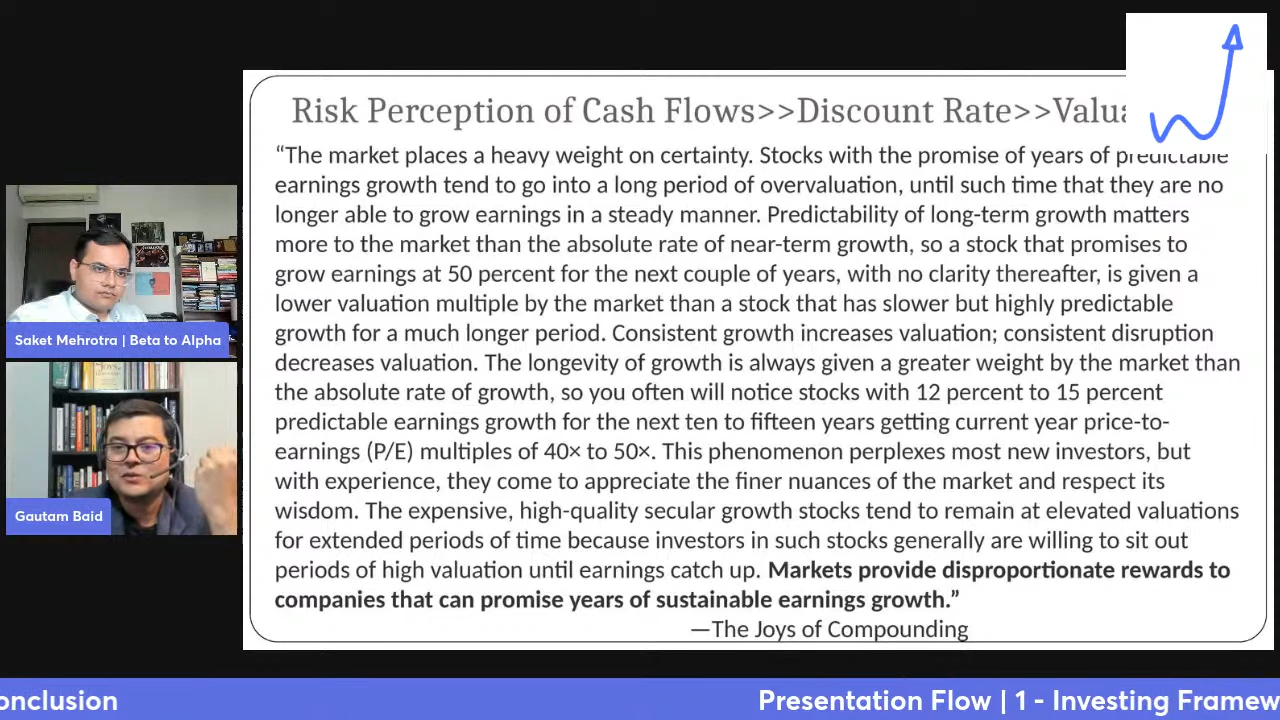 Risk Perception of Cash Flows>>Discount Rate>>Valua
“The market places a heavy weight on certainty. Stocks with the promise of years of predictable
earnings growth tend to go into a long period of overvaluation, until such time that they are no
longer able to grow earnings in a steady manner. Predictability of long-term growth matters
more to the market than the absolute rate of near-term growth, so a stock that promises to
grow earnings at 50 percent for the next couple of years, with no clarity thereafter, is given a
lower valuation multiple by the market than a stock that has slower but highly predictable
growth for a much longer period. Consistent growth increases valuation; consistent disruption
decreases valuation. The longevity of growth is always given a greater weight by the market than
the absolute rate of growth, so you often will notice stocks with 12 percent to 15 percent
predictable earnings growth for the next ten to fifteen years getting current year price-to-
earnings (P/E) multiples of 40× to 50×. This phenomenon perplexes most new investors, but
with experience, they come to appreciate the finer nuances of the market and respect its
wisdom. The expensive, high-quality secular growth stocks tend to remain at elevated valuations
for extended periods of time because investors in such stocks generally are willing to sit out
periods of high valuation until earnings catch up. Markets provide disproportionate rewards to
companies that can promise years of sustainable earnings growth.”
—The Joys of Compounding
Saket Mehrotra | Beta to Alpha
Gautam Baid
onclusion
Presentation Flow | 1 - Investing Framew